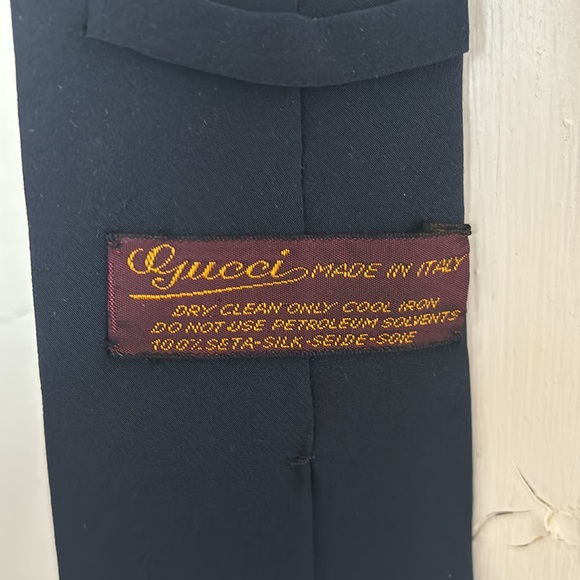 Gucci MADE IN ITALY
DRY CLEAN ONLY COOL IRON
DO NOT USE PETROLEUM SOLVENTS
100% SETA-SILK-SEIDE-SOIE